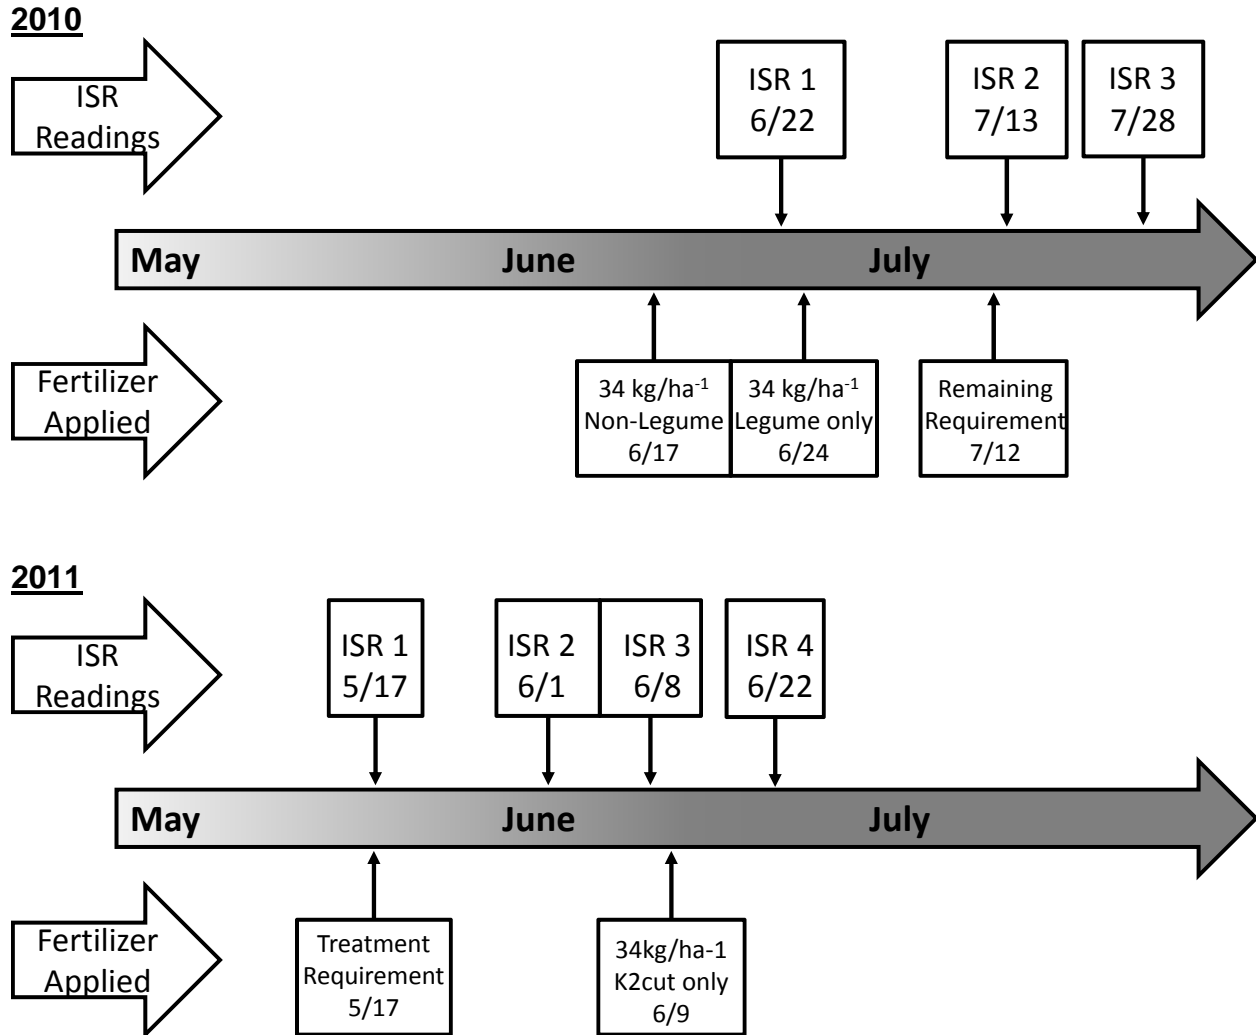 2010
ISR
Readings
ISR 1
6/22
ISR 2
7/13
ISR 3
7/28
May
June
July
Fertilizer
Applied
34 kg/ha⁻¹
Non-Legume
6/17
34 kg/ha⁻¹
Legume only
6/24
Remaining
Requirement
7/12
2011
ISR
Readings
ISR 1
5/17
ISR 2
6/1
ISR 3
6/8
ISR 4
6/22
May
June
July
Fertilizer
Applied
Treatment
Requirement
5/17
34kg/ha-1
K2cut only
6/9